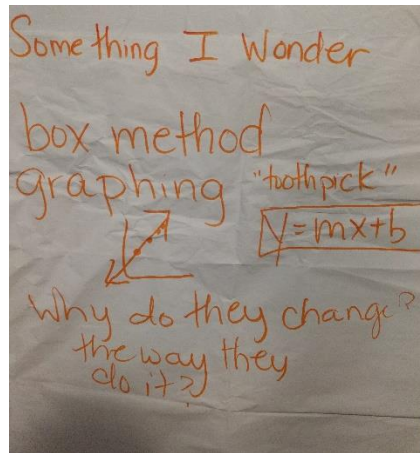 Something I Wonder
box method
graphing "toothpick"
y=mx+b
Why do they change?
the way they
do it?